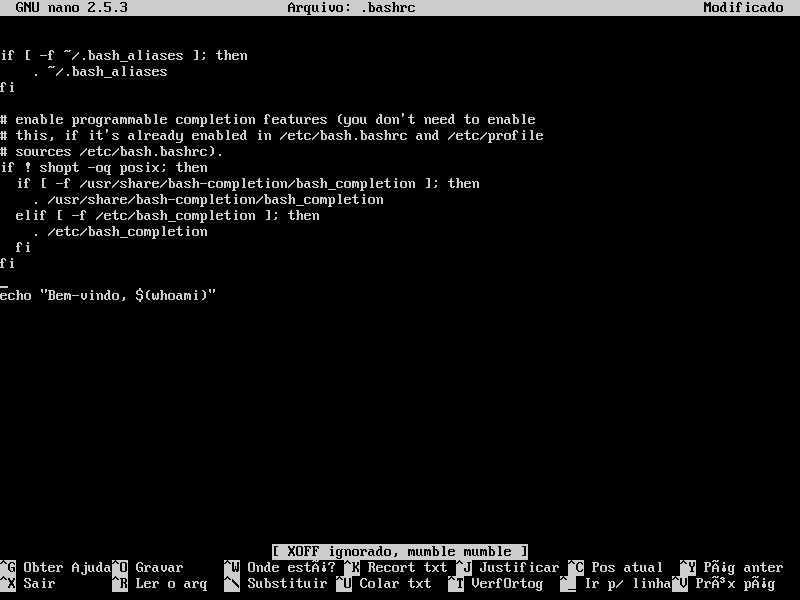 GNU nano 2.5.3 Arquivo: .bashrc Modificado
if [ -f ~/.bash_aliases ]; then
    . ~/.bash_aliases
fi
# enable programmable completion features (you don't need to enable
# this, if it's already enabled in /etc/bash.bashrc and /etc/profile
# sources /etc/bash.bashrc).
if ! shopt -oq posix; then
  if [ -f /usr/share/bash-completion/bash_completion ]; then
    . /usr/share/bash-completion/bash_completion
  elif [ -f /etc/bash_completion ]; then
    . /etc/bash_completion
  fi
fi
echo "Bem-vindo, $(whoami)"
[ XOFF ignorado, mumble mumble ]
^G Obter Ajuda ^O Gravar ^W Onde estÃ¡? ^K Recort txt ^J Justificar ^C Pos atual ^Y PÃ¡g anter
^X Sair ^R Ler o arq ^\ Substituir ^U Colar txt ^T VerfOrtog ^_ Ir p/ linha ^V PrÃ³x pÃ¡g